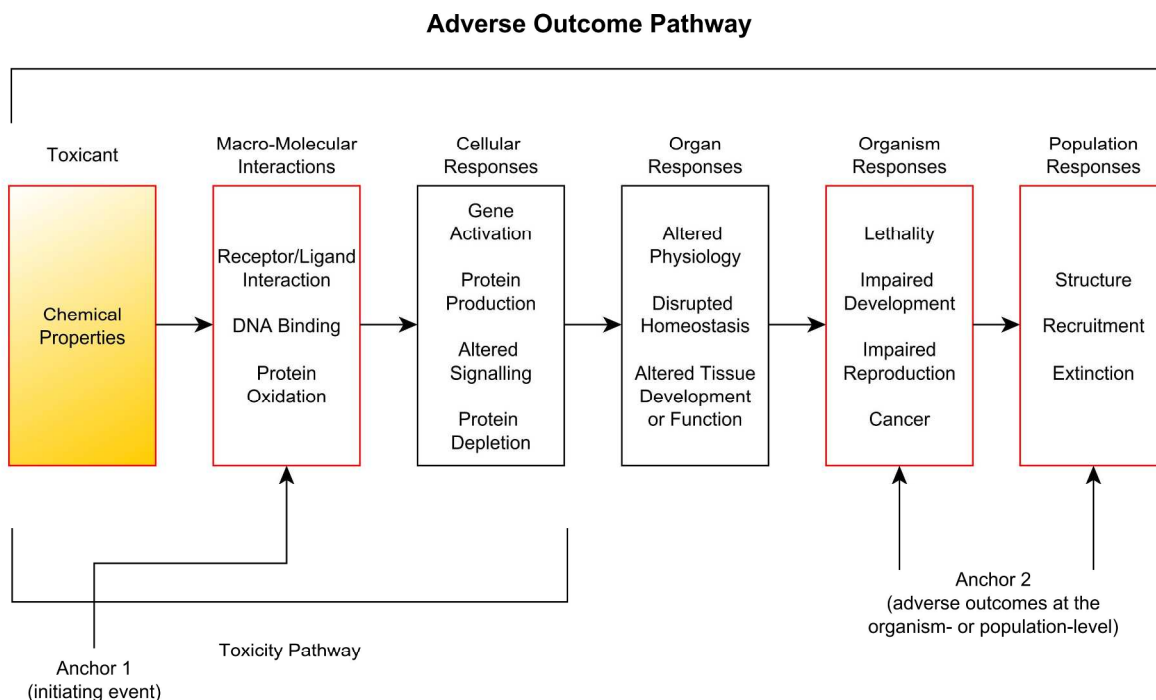 Adverse Outcome Pathway
Toxicant
Macro-Molecular
Interactions
Cellular
Responses
Organ
Responses
Organism
Responses
Population
Responses
Chemical
Properties
Receptor/Ligand
Interaction
DNA Binding
Protein
Oxidation
Gene
Activation
Protein
Production
Altered
Signalling
Protein
Depletion
Altered
Physiology
Disrupted
Homeostasis
Altered Tissue
Development
or Function
Lethality
Impaired
Development
Impaired
Reproduction
Cancer
Structure
Recruitment
Extinction
Toxicity Pathway
Anchor 1
(initiating event)
Anchor 2
(adverse outcomes at the
organism- or population-level)